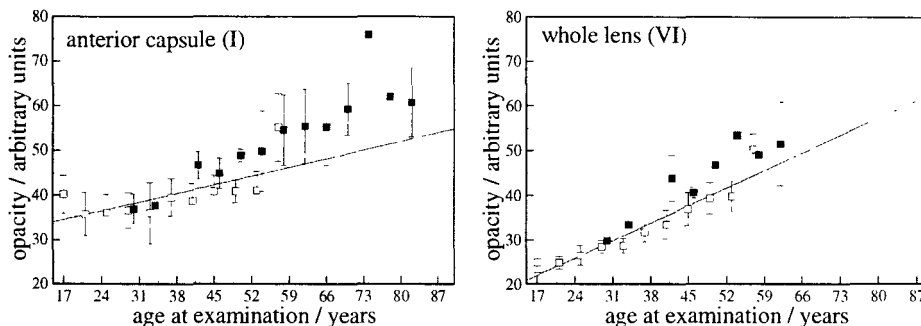 anterior capsule (I)
opacity / arbitrary units
80
70
60
50
40
30
20
17 24 31 38 45 52 59 66 73 80 87
age at examination / years
whole lens (VI)
opacity / arbitrary units
80
70
60
50
40
30
20
17 24 31 38 45 52 59 66 73 80 87
age at examination / years